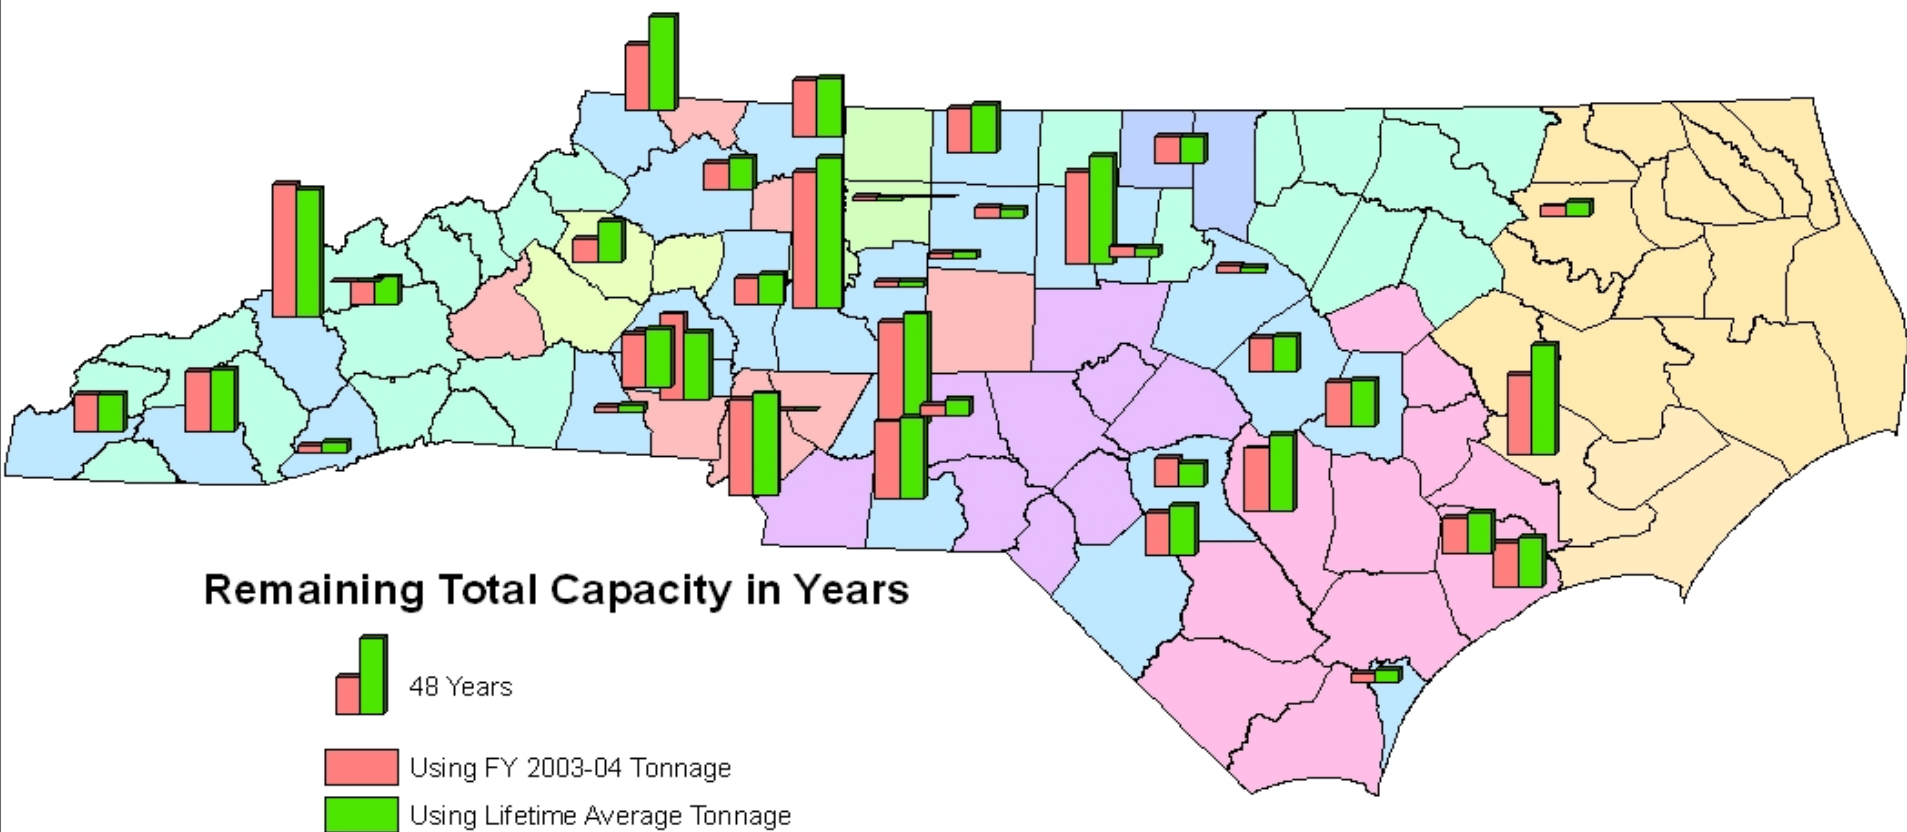 Remaining Total Capacity in Years
48 Years
Using FY 2003-04 Tonnage
Using Lifetime Average Tonnage